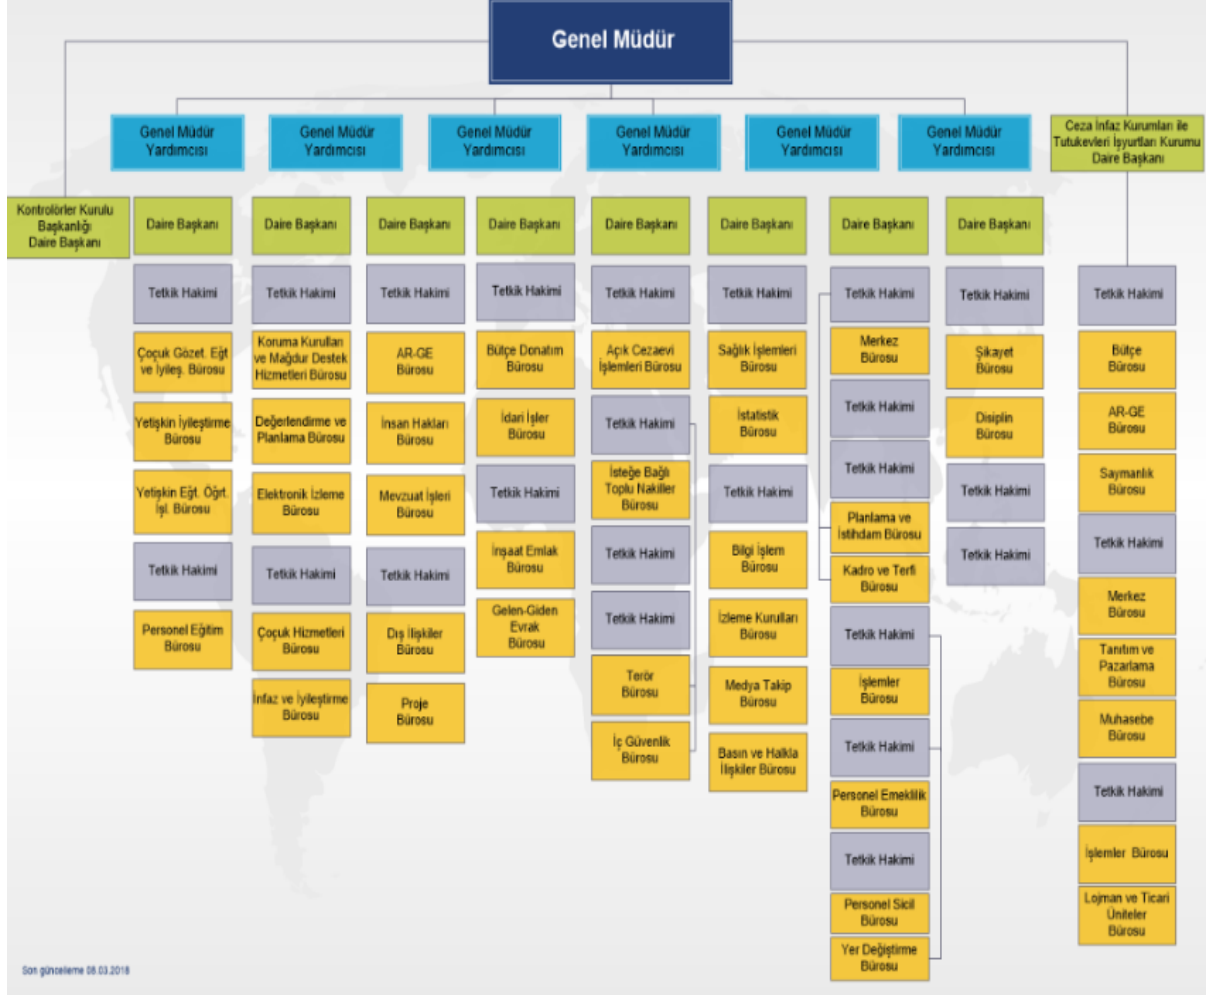 Genel Müdür
Genel Müdür
Yardımcısı
Genel Müdür
Yardımcısı
Genel Müdür
Yardımcısı
Genel Müdür
Yardımcısı
Genel Müdür
Yardımcısı
Genel Müdür
Yardımcısı
Ceza İnfaz Kurumları ile
Tutukevleri İşyurtları Kurumu
Daire Başkanı
Kontrolörler Kurulu
Başkanlığı
Daire Başkanı
Daire Başkanı
Tetkik Hakimi
Çoçuk Gözet. Eğt
ve İyileş. Bürosu
Yetişkin İyileştirme
Bürosu
Yetişkin Eğt. Öğrt.
İşl. Bürosu
Tetkik Hakimi
Personel Eğitim
Bürosu
Daire Başkanı
Tetkik Hakimi
Koruma Kurulları
ve Mağdur Destek
Hizmetleri Bürosu
Değerlendirme ve
Planlama Bürosu
Elektronik İzleme
Bürosu
Tetkik Hakimi
Çoçuk Hizmetleri
Bürosu
İnfaz ve İyileştirme
Bürosu
Daire Başkanı
Tetkik Hakimi
AR-GE
Bürosu
İnsan Hakları
Bürosu
Mevzuat İşleri
Bürosu
Tetkik Hakimi
Dış İlişkiler
Bürosu
Proje
Bürosu
Daire Başkanı
Tetkik Hakimi
Bütçe Donatım
Bürosu
İdari İşler
Bürosu
Tetkik Hakimi
İnşaat Emlak
Bürosu
Gelen-Giden
Evrak
Bürosu
Daire Başkanı
Tetkik Hakimi
Açık Cezaevi
İşlemleri Bürosu
Tetkik Hakimi
İsteğe Bağlı
Toplu Nakiller
Bürosu
Tetkik Hakimi
Tetkik Hakimi
Terör
Bürosu
İç Güvenlik
Bürosu
Daire Başkanı
Tetkik Hakimi
Sağlık İşlemleri
Bürosu
İstatistik
Bürosu
Tetkik Hakimi
Bilgi İşlem
Bürosu
İzleme Kurulları
Bürosu
Medya Takip
Bürosu
Basın ve Halkla
İlişkiler Bürosu
Daire Başkanı
Tetkik Hakimi
Merkez
Bürosu
Tetkik Hakimi
Tetkik Hakimi
Planlama ve
İstihdam Bürosu
Kadro ve Terfi
Bürosu
Tetkik Hakimi
İşlemler
Bürosu
Tetkik Hakimi
Personel Emeklilik
Bürosu
Tetkik Hakimi
Personel Sicil
Bürosu
Yer Değiştirme
Bürosu
Daire Başkanı
Tetkik Hakimi
Şikayet
Bürosu
Disiplin
Bürosu
Tetkik Hakimi
Tetkik Hakimi
Tetkik Hakimi
Bütçe
Bürosu
AR-GE
Bürosu
Saymanlık
Bürosu
Tetkik Hakimi
Merkez
Bürosu
Tanıtım ve
Pazarlama
Bürosu
Muhasebe
Bürosu
Tetkik Hakimi
İşlemler Bürosu
Lojman ve Ticari
Üniteler
Bürosu
Son güncelleme 08.03.2018